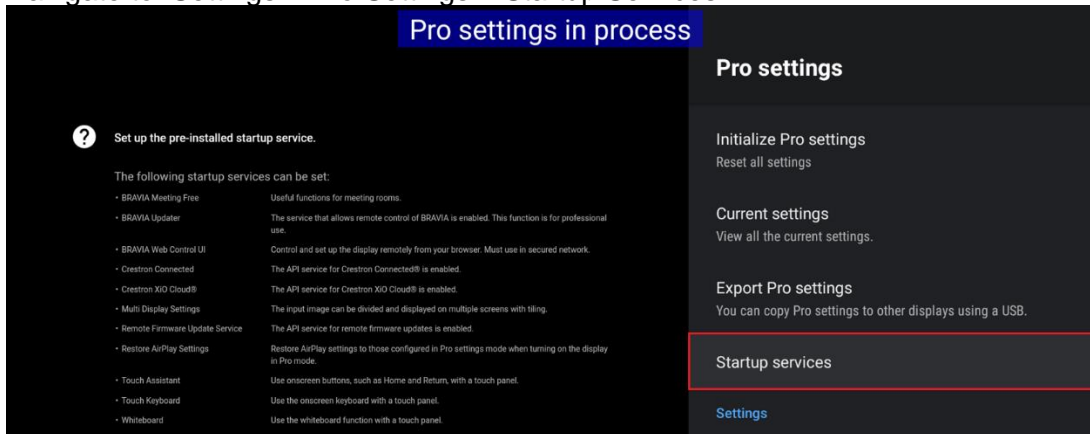 Pro settings in process
Pro settings
Set up the pre-installed startup service.
The following startup services can be set:
• BRAVIA Meeting Free Useful functions for meeting rooms.
• BRAVIA Updater The service that allows remote control of BRAVIA is enabled. This function is for professional
use.
• BRAVIA Web Control UI Control and set up the display remotely from your browser. Must use in secured network.
• Crestron Connected The API service for Crestron Connected® is enabled.
• Crestron XiO Cloud® The API service for Crestron XiO Cloud® is enabled.
• Multi Display Settings The input image can be divided and displayed on multiple screens with tiling.
• Remote Firmware Update Service The API service for remote firmware updates is enabled.
• Restore AirPlay Settings Restore AirPlay settings to those configured in Pro settings mode when turning on the display
in Pro mode.
• Touch Assistant Use onscreen buttons, such as Home and Return, with a touch panel.
• Touch Keyboard Use the onscreen keyboard with a touch panel.
• Whiteboard Use the whiteboard function with a touch panel.
Initialize Pro settings
Reset all settings
Current settings
View all the current settings.
Export Pro settings
You can copy Pro settings to other displays using a USB.
Startup services
Settings